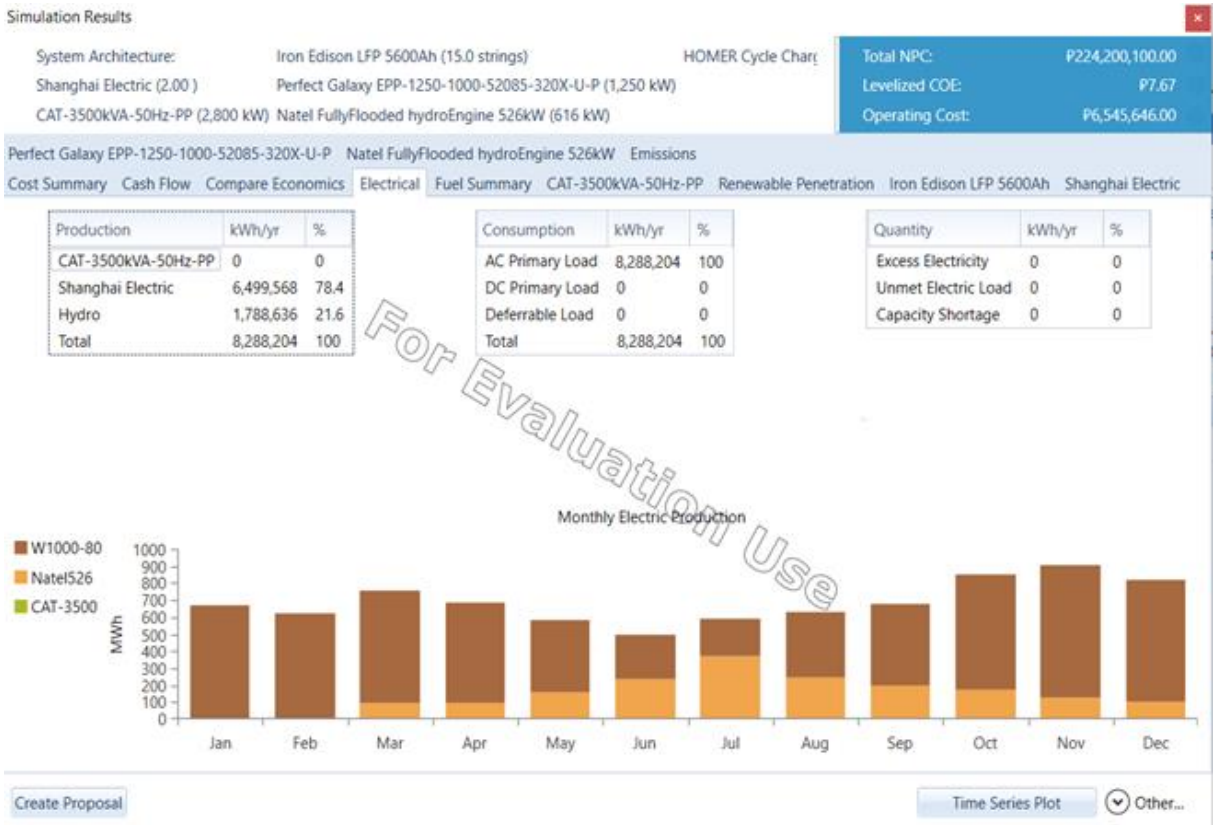 Simulation Results
System Architecture: Iron Edison LFP 5600Ah (15.0 strings) HOMER Cycle Charg
Shanghai Electric (2.00 ) Perfect Galaxy EPP-1250-1000-52085-320X-U-P (1,250 kW)
CAT-3500kVA-50Hz-PP (2,800 kW) Natel FullyFlooded hydroEngine 526kW (616 kW)
Total NPC: ₱224,200,100.00
Levelized COE: ₱7.67
Operating Cost: ₱6,545,646.00
Perfect Galaxy EPP-1250-1000-52085-320X-U-P Natel FullyFlooded hydroEngine 526kW Emissions
Cost Summary Cash Flow Compare Economics Electrical Fuel Summary CAT-3500kVA-50Hz-PP Renewable Penetration Iron Edison LFP 5600Ah Shanghai Electric
Production kWh/yr %
CAT-3500kVA-50Hz-PP 0 0
Shanghai Electric 6,499,568 78.4
Hydro 1,788,636 21.6
Total 8,288,204 100
Consumption kWh/yr %
AC Primary Load 8,288,204 100
DC Primary Load 0 0
Deferrable Load 0 0
Total 8,288,204 100
Quantity kWh/yr %
Excess Electricity 0 0
Unmet Electric Load 0 0
Capacity Shortage 0 0
For Evaluation Use
Monthly Electric Production
W1000-80
Natel526
CAT-3500
MWh
1000
900
800
700
600
500
400
300
200
100
0
Jan Feb Mar Apr May Jun Jul Aug Sep Oct Nov Dec
Create Proposal Time Series Plot Other...